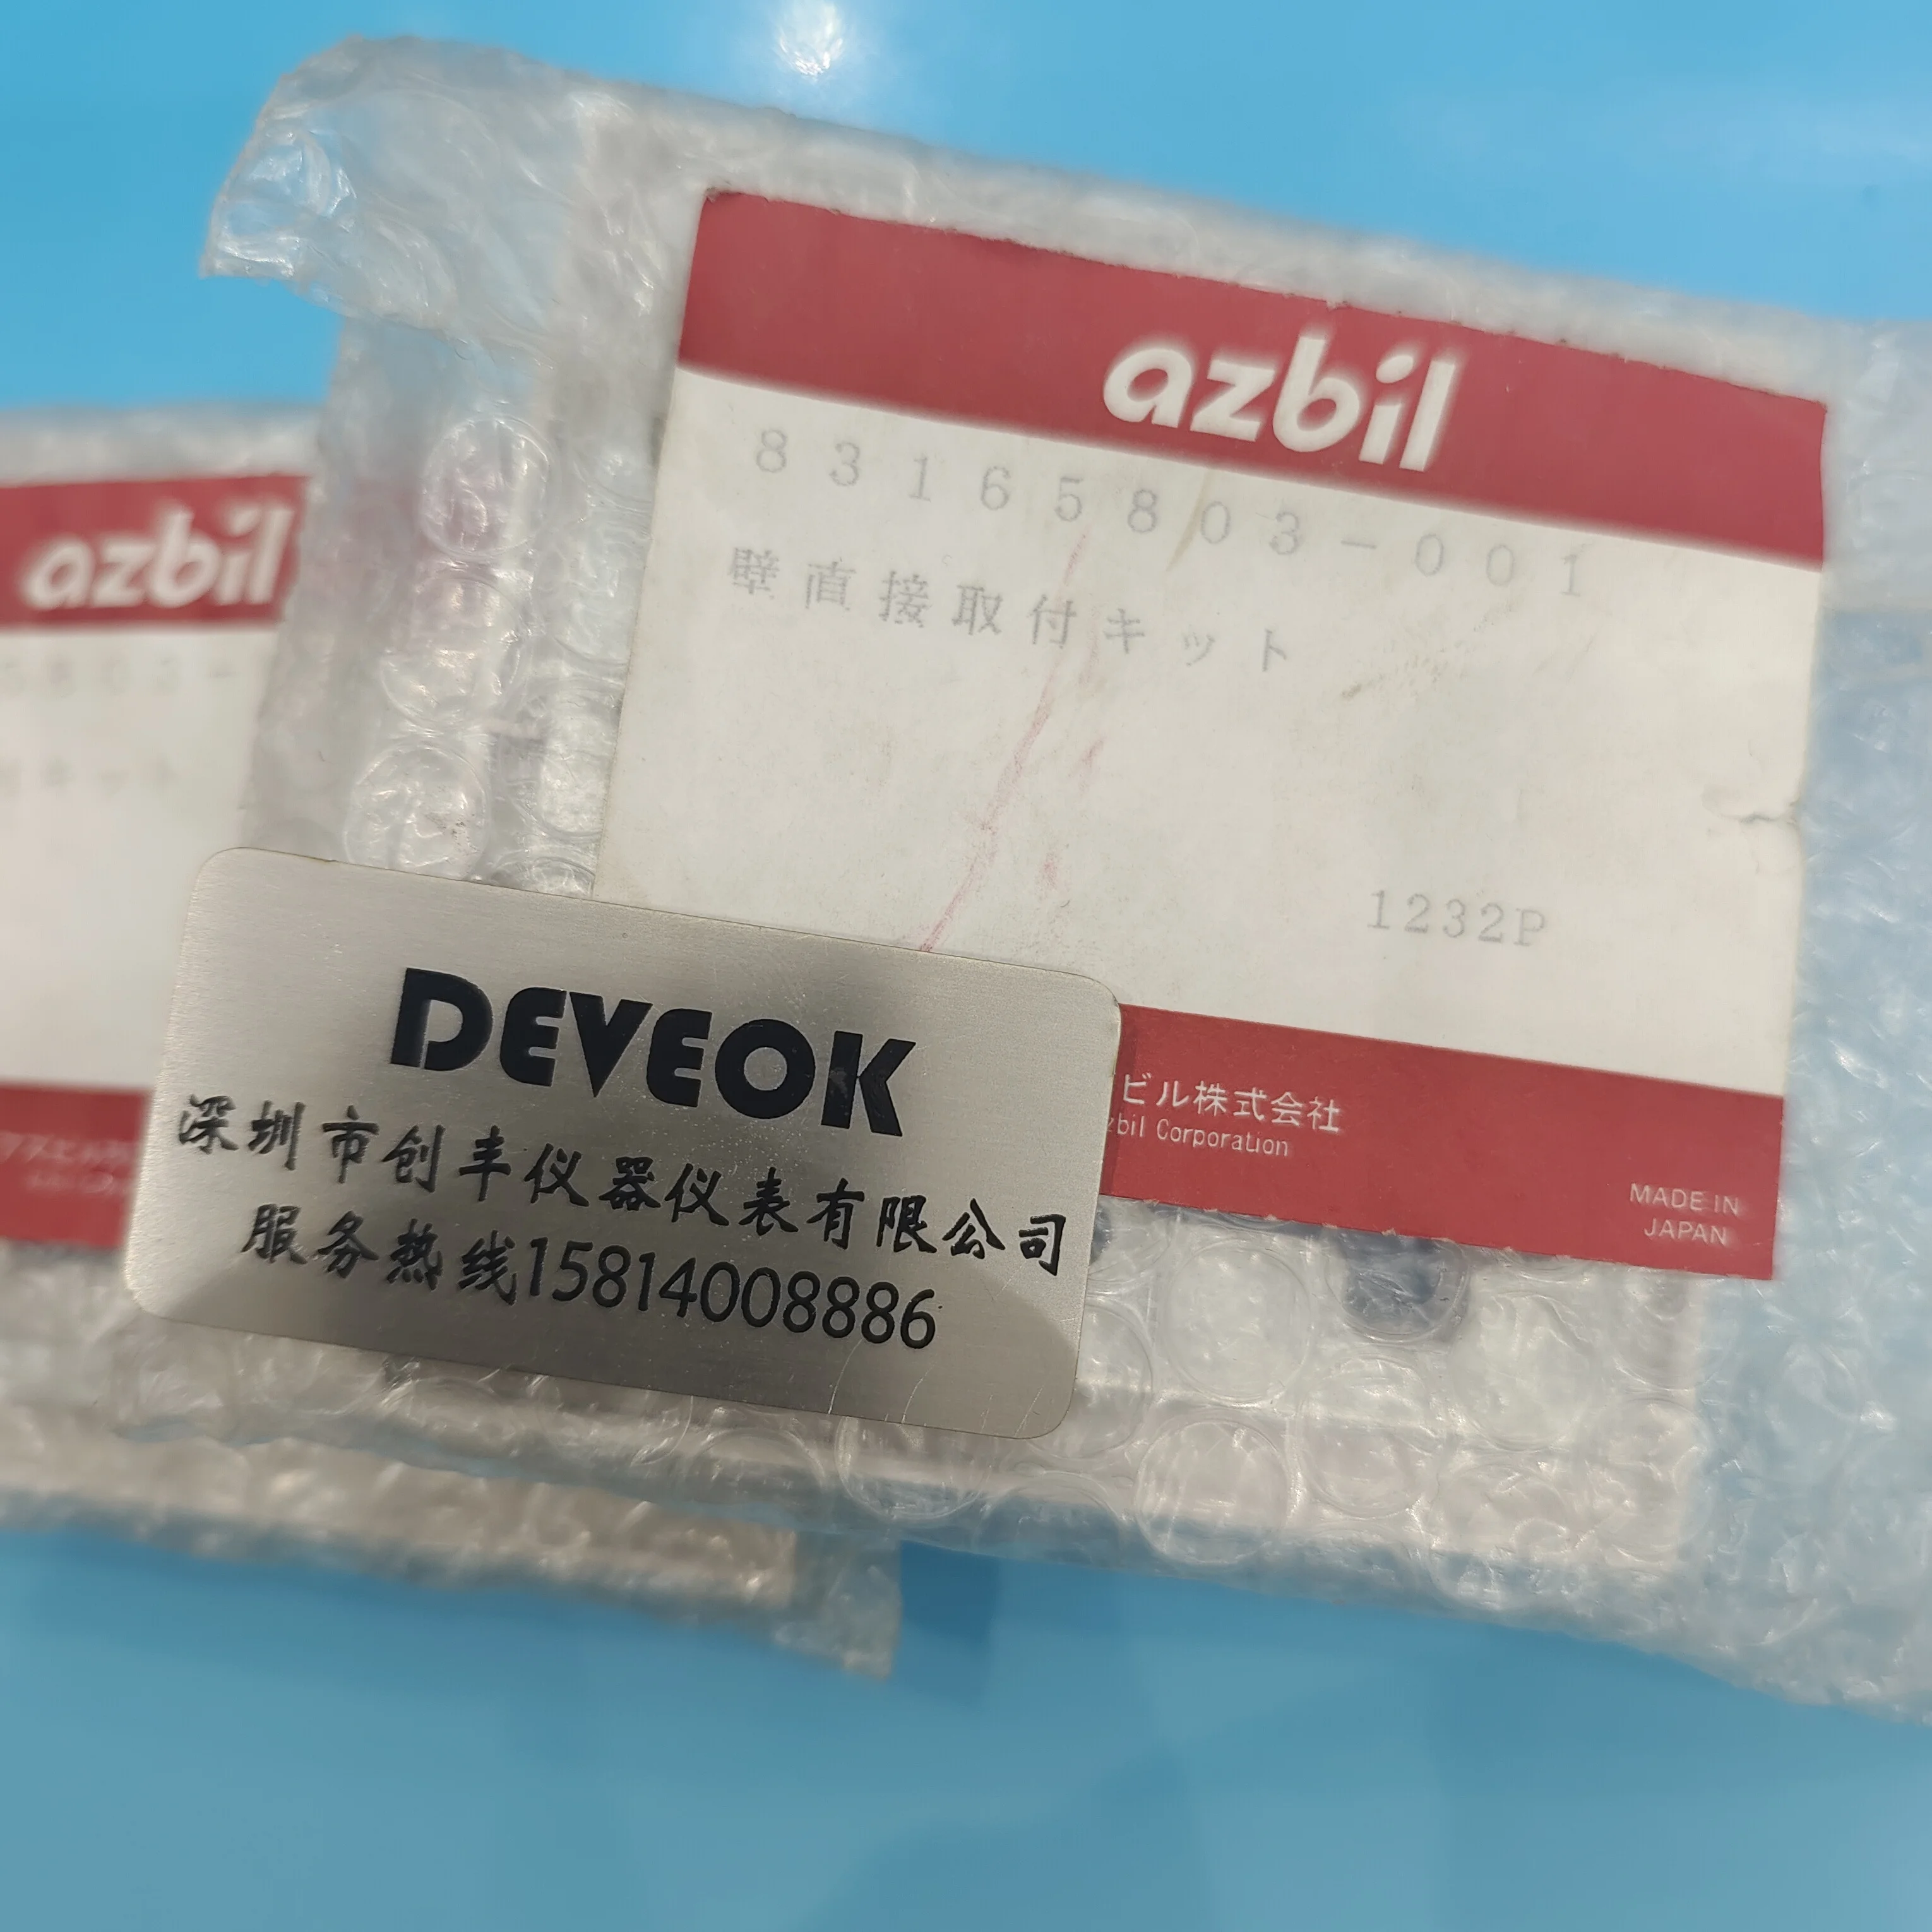 azbil
83165803-001
壁直接取付キット
1232P
ビル株式会社
zbil Corporation
MADE IN
JAPAN
DEVEOK
深圳市创丰仪器仪表有限公司
服务热线15814008886
azbil